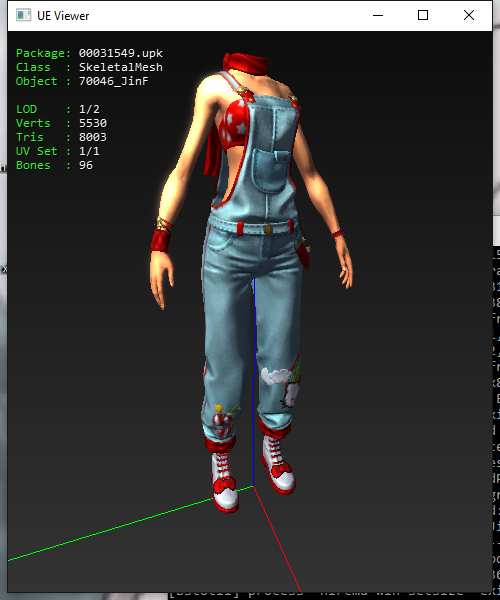 UE Viewer
Package: 00031549.upk
Class : SkeletalMesh
Object : 70046_JinF
LOD : 1/2
Verts : 5530
Tris : 8003
UV Set : 1/1
Bones : 96